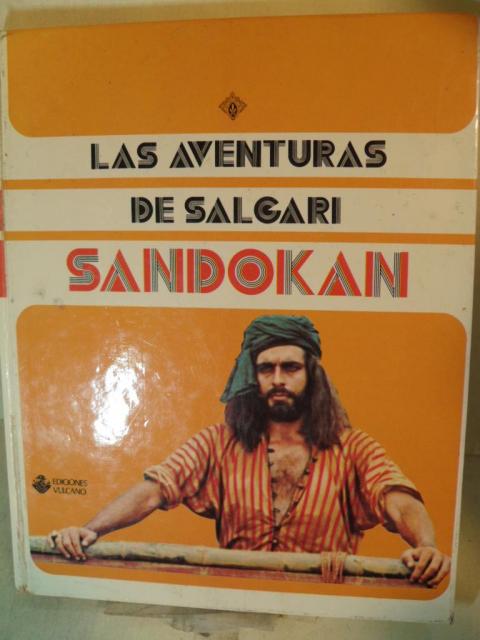 LAS AVENTURAS
DE SALGARI
SANDOKAN
EDICIONES
VULCANO